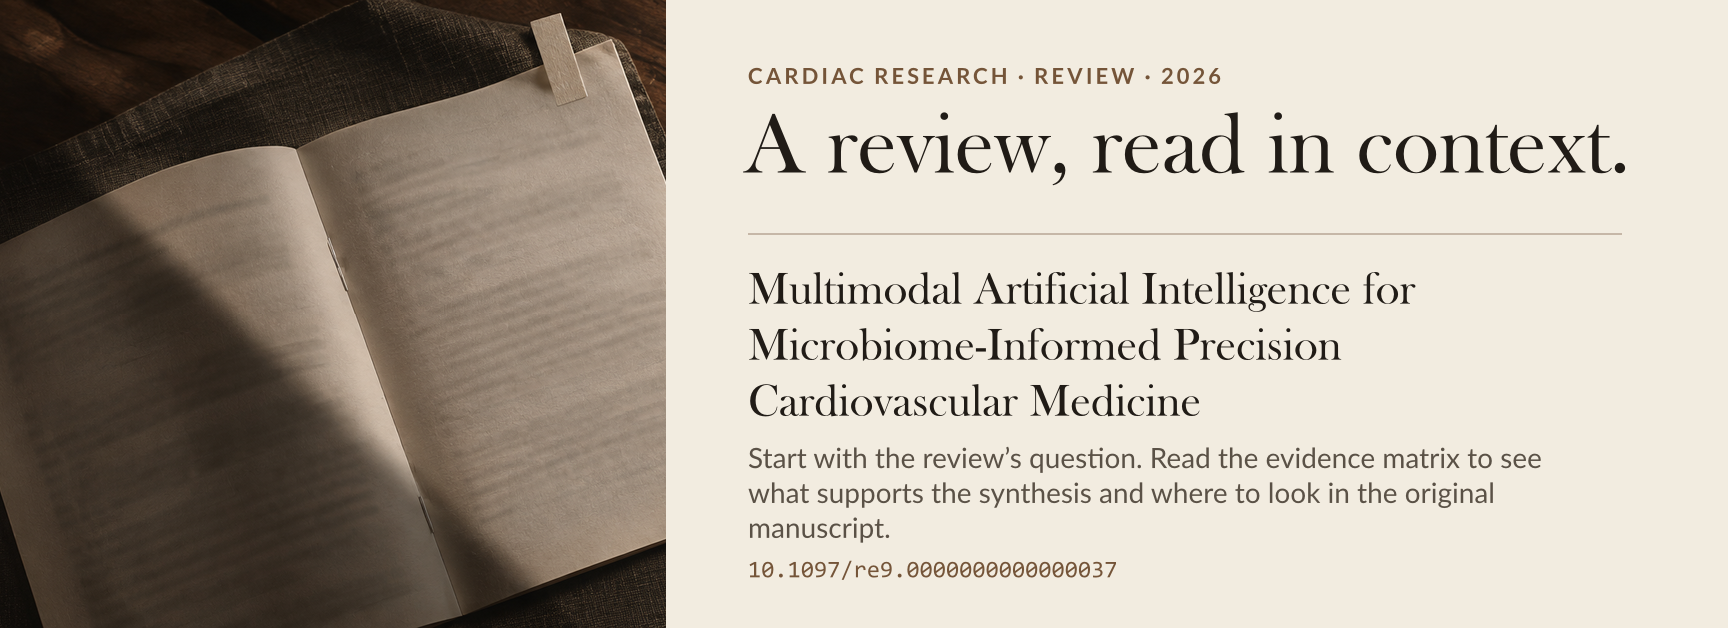 CARDIAC RESEARCH · REVIEW · 2026
A review, read in context.
Multimodal Artificial Intelligence for
Microbiome-Informed Precision
Cardiovascular Medicine
Start with the review’s question. Read the evidence matrix to see
what supports the synthesis and where to look in the original
manuscript.
10.1097/re9.0000000000000037